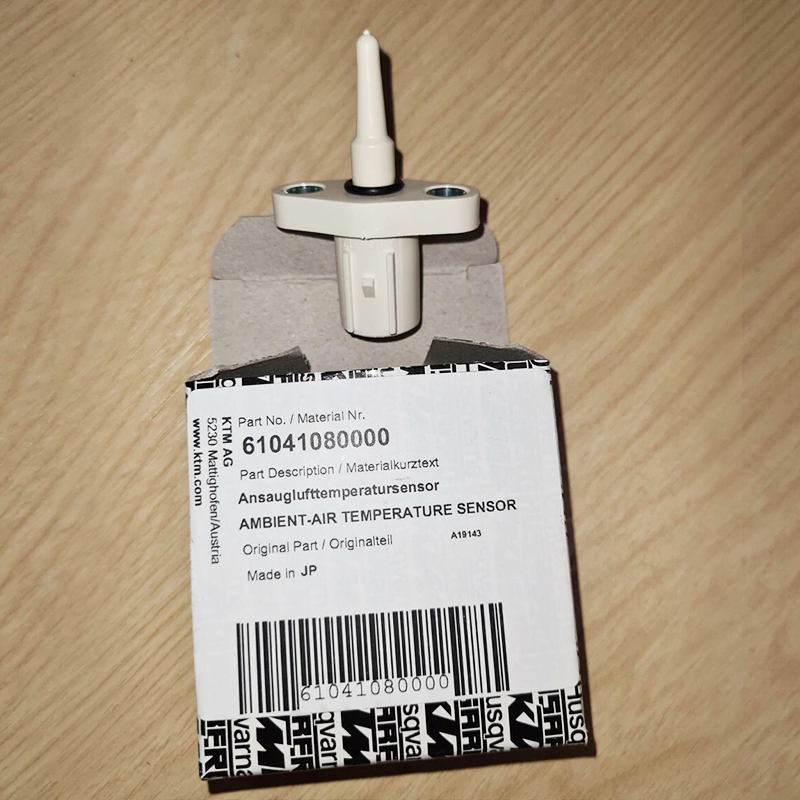 Part No. / Material Nr.
61041080000
Part Description / Materialkurztext
Ansauglufttemperatursensor
AMBIENT-AIR TEMPERATURE SENSOR
Original Part / Originalteil
A19143
Made in JP
KTM AG
5230 Mattighofen/Austria
www.ktm.com
61041080000
KTM